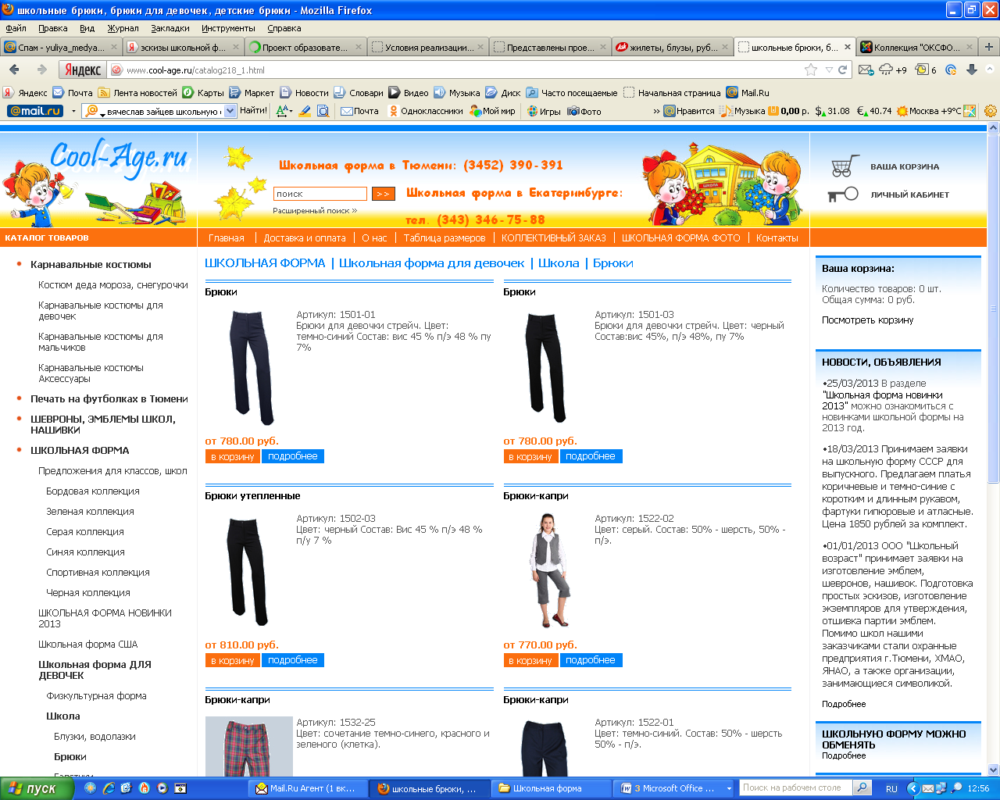 школьные брюки, брюки для девочек, детские брюки - Mozilla Firefox
Файл Правка Вид Журнал Закладки Инструменты Справка
Спам - yuliya_medya... эскизы школьной ф... Проект образовате... Условия реализации... Представлены прое... жилеты, блузы, руб... школьные брюки, б... Коллекция "ОКСФО...
Яндекс www.cool-age.ru/catalog218_1.html +9 6
Яндекс Почта Лента новостей Карты Маркет Новости Словари Видео Музыка Диск Часто посещаемые Начальная страница Mail.Ru
@mail.ru вячеслав зайцев школьную Найти! Почта Одноклассники Мой мир Игры Фото » Нравится Музыка 0,00 р. $ 31.08 € 40.74 Москва +9°C
Cool-Age.ru
Школьная форма в Тюмени: (3452) 390-391
поиск >> Школьная форма в Екатеринбурге:
Расширенный поиск »
тел. (343) 346-75-88
ШКОЛА
ВАША КОРЗИНА
ЛИЧНЫЙ КАБИНЕТ
КАТАЛОГ ТОВАРОВ
Главная | Доставка и оплата | О нас | Таблица размеров | КОЛЛЕКТИВНЫЙ ЗАКАЗ | ШКОЛЬНАЯ ФОРМА ФОТО | Контакты
Карнавальные костюмы
Костюм деда мороза, снегурочки
Карнавальные костюмы для
девочек
Карнавальные костюмы для
мальчиков
Карнавальные костюмы
Аксессуары
Печать на футболках в Тюмени
ШЕВРОНЫ, ЭМБЛЕМЫ ШКОЛ,
НАШИВКИ
ШКОЛЬНАЯ ФОРМА
Предложения для классов, школ
Бордовая коллекция
Зеленая коллекция
Серая коллекция
Синяя коллекция
Спортивная коллекция
Черная коллекция
ШКОЛЬНАЯ ФОРМА НОВИНКИ
2013
Школьная форма США
Школьная форма ДЛЯ
ДЕВОЧЕК
Физкультурная форма
Школа
Блузки, водолазки
Брюки
ШКОЛЬНАЯ ФОРМА | Школьная форма для девочек | Школа | Брюки
Брюки
Артикул: 1501-01
Брюки для девочки стрейч. Цвет:
темно-синий Состав: вис 45 % п/э 48 % пу
7%
от 780.00 руб.
в корзину подробнее
Брюки
Артикул: 1501-03
Брюки для девочки стрейч. Цвет: черный
Состав:вис 45%, п/э 48%, пу 7%
от 780.00 руб.
в корзину подробнее
Брюки утепленные
Артикул: 1502-03
Цвет: черный Состав: Вис 45 % п/э 48 %
п/у 7 %
от 810.00 руб.
в корзину подробнее
Брюки-капри
Артикул: 1522-02
Цвет: серый. Состав: 50% - шерсть, 50% -
п/э.
от 770.00 руб.
в корзину подробнее
Брюки-капри
Артикул: 1532-25
Цвет: сочетание темно-синего, красного и
зеленого (клетка).
Брюки-капри
Артикул: 1522-01
Цвет: темно-синий. Состав: 50% - шерсть
50% - п/э.
Ваша корзина:
Количество товаров: 0 шт.
Общая сумма: 0 руб.
Посмотреть корзину
НОВОСТИ, ОБЪЯВЛЕНИЯ
•25/03/2013 В разделе
"Школьная форма новинки
2013" можно ознакомиться с
новинками школьной формы на
2013 год.
•18/03/2013 Принимаем заявки
на школьную форму СССР для
выпускного. Предлагаем платья
коричневые и темно-синие с
коротким и длинным рукавом,
фартуки гипюровые и атласные.
Цена 1850 рублей за комплект.
•01/01/2013 ООО "Школьный
возраст" принимает заявки на
изготовление эмблем,
шевронов, нашивок. Подготовка
простых эскизов, изготовление
экземпляров для утверждения,
отшивка партии эмблем.
Помимо школ нашими
заказчиками стали охранные
предприятия г.Тюмени, ХМАО,
ЯНАО, а также организации,
занимающиеся символикой.
Подробнее
ШКОЛЬНУЮ ФОРМУ МОЖНО
ОБМЕНЯТЬ
Подробнее
пуск Mail.Ru Агент (1 вк... школьные брюки, ... Школьная форма 3 Microsoft Office ... Поиск на рабочем столе RU 12:56